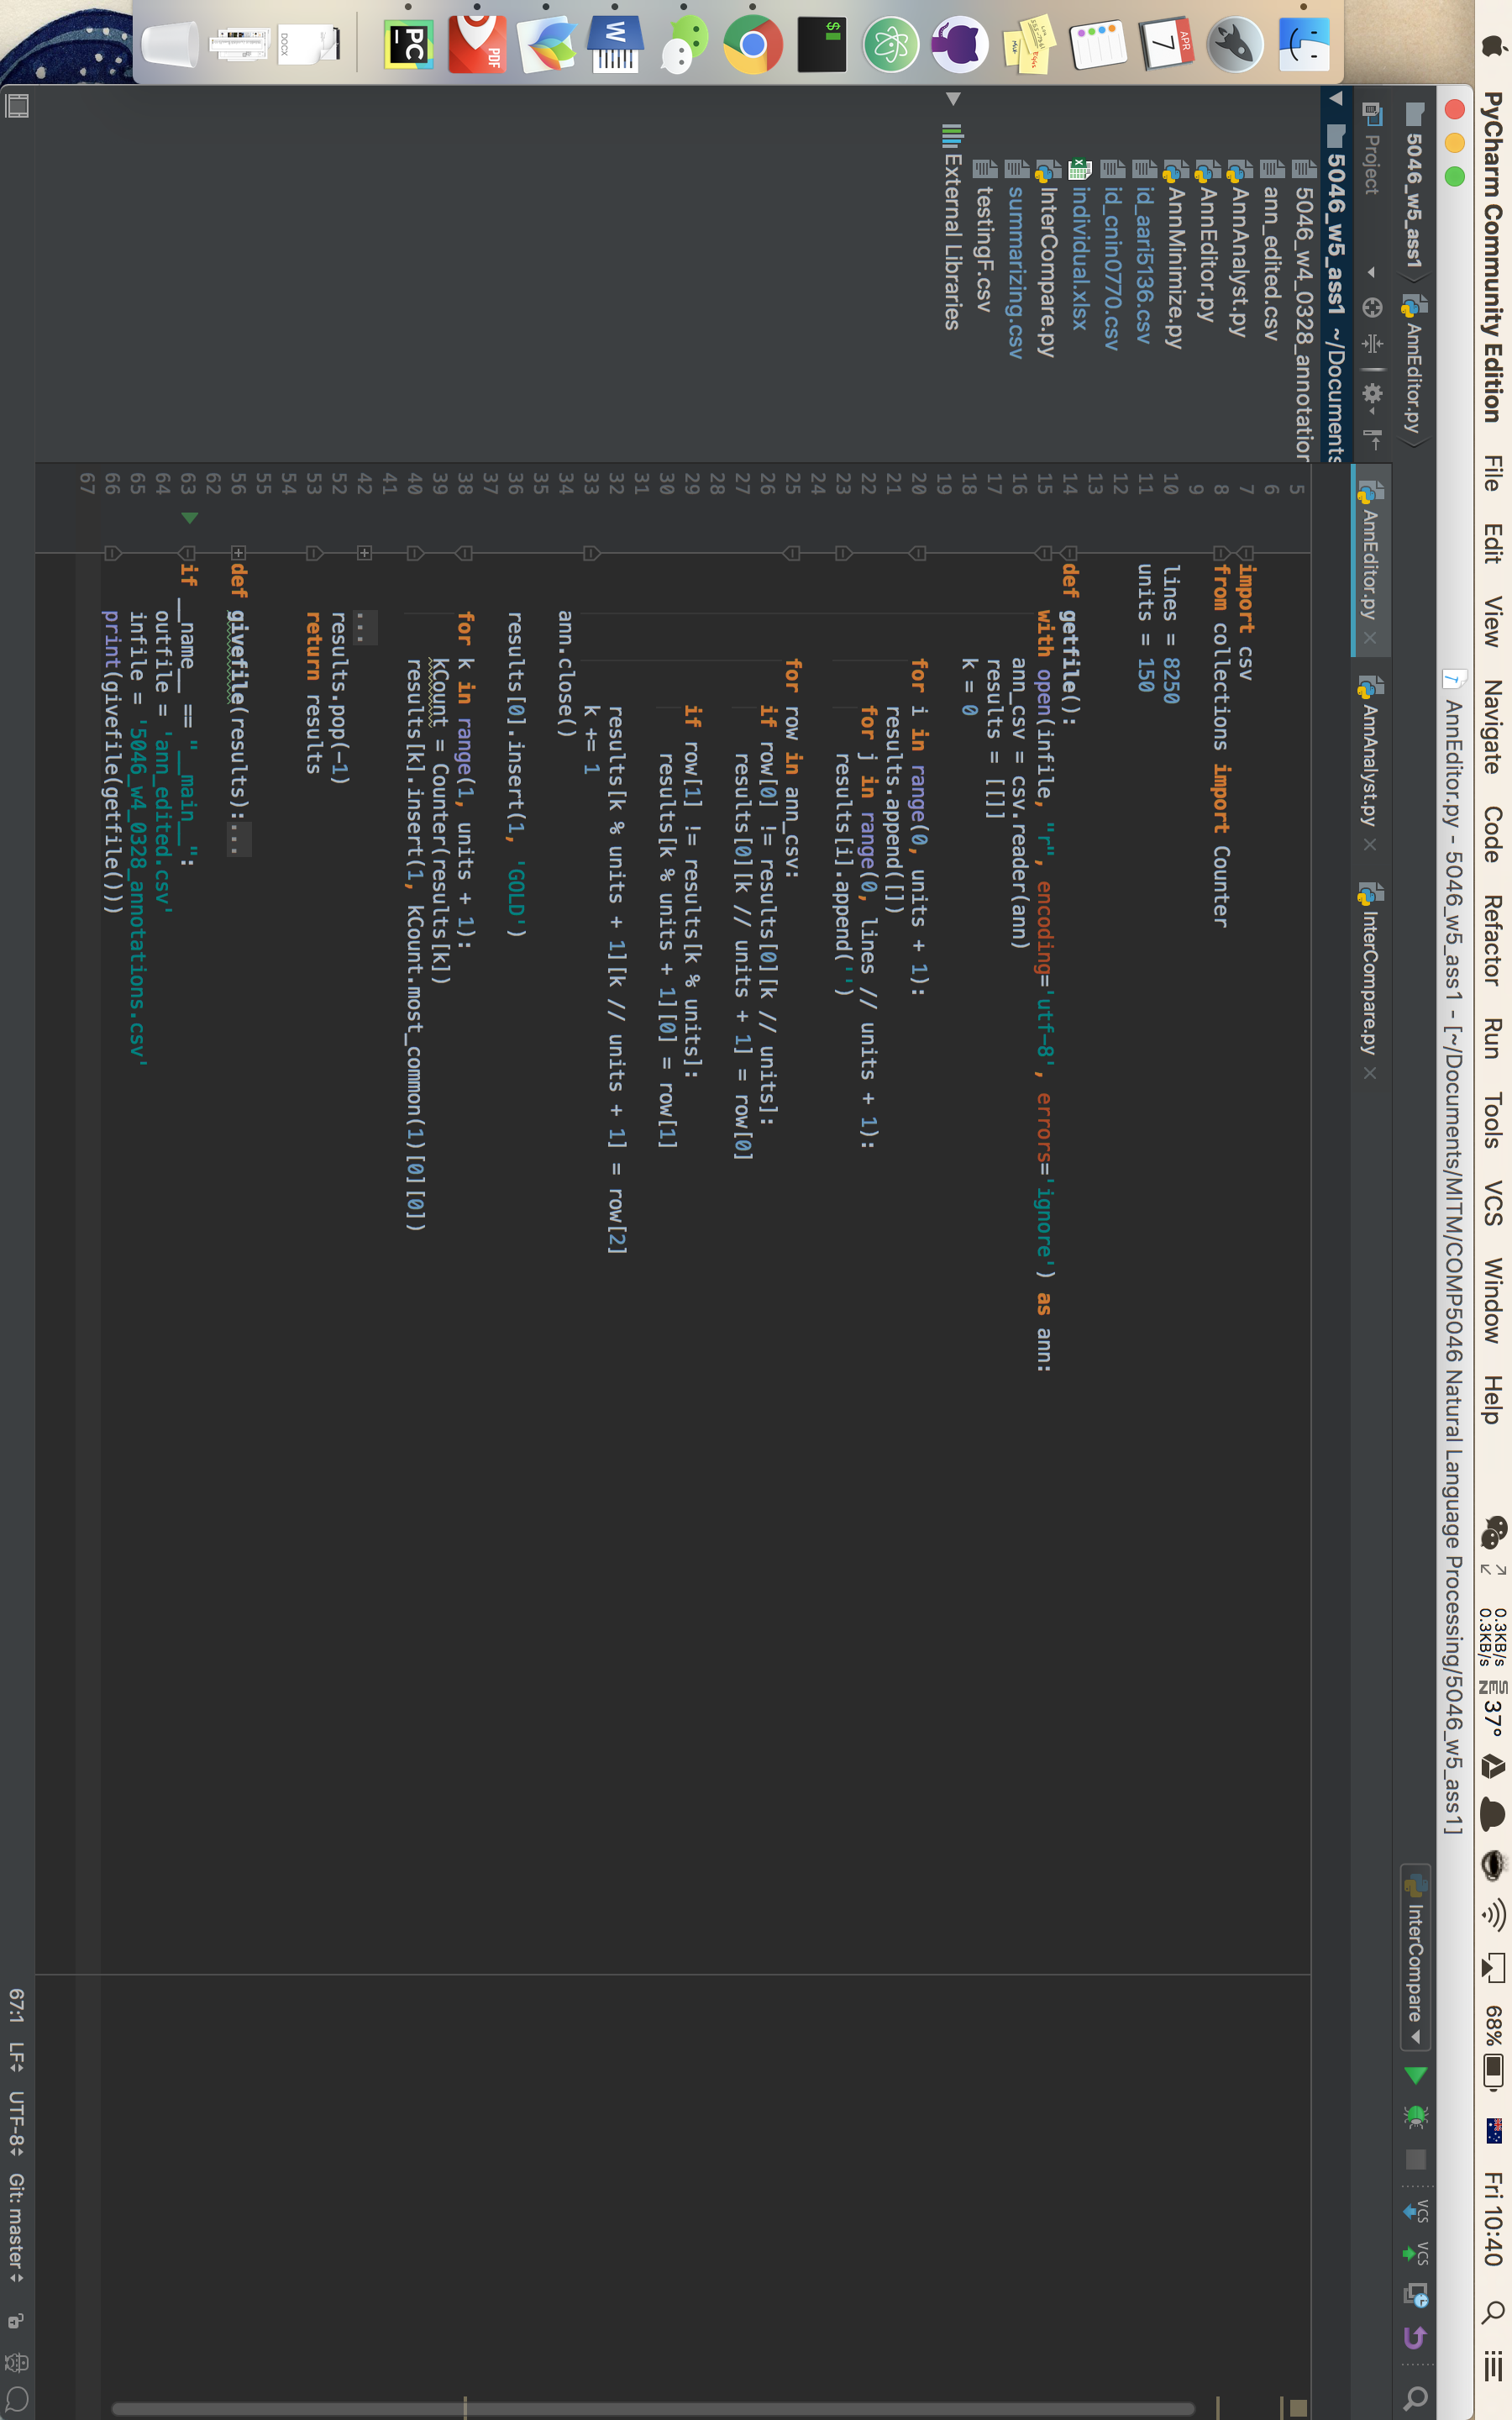 PyCharm Community Edition File Edit View Navigate Code Refactor Run Tools VCS Window Help 0.3KB/s 0.3KB/s SEN 37° 68% Fri 10:40
AnnEditor.py - 5046_w5_ass1 - [~/Documents/MITM/COMP5046 Natural Language Processing/5046_w5_ass1]
5046_w5_ass1 AnnEditor.py InterCompare VCS VCS
Project
AnnEditor.py AnnAnalyst.py InterCompare.py
5046_w5_ass1 ~/Documents
5046_w4_0328_annotation
ann_edited.csv
AnnAnalyst.py
AnnEditor.py
AnnMinimize.py
id_aari5136.csv
id_cnin0770.csv
individual.xlsx
InterCompare.py
summarizing.csv
testingF.csv
External Libraries
5
6
7 import csv
8 from collections import Counter
9
10 lines = 8250
11 units = 150
12
13
14 def getfile():
15 with open(infile, "r", encoding='utf-8', errors='ignore') as ann:
16 ann_csv = csv.reader(ann)
17 results = [[]]
18 k = 0
19
20 for i in range(0, units + 1):
21 results.append([])
22 for j in range(0, lines // units + 1):
23 results[i].append('')
24
25 for row in ann_csv:
26 if row[0] != results[0][k // units]:
27 results[0][k // units + 1] = row[0]
28
29 if row[1] != results[k % units]:
30 results[k % units + 1][0] = row[1]
31
32 results[k % units + 1][k // units + 1] = row[2]
33 k += 1
34 ann.close()
35
36 results[0].insert(1, 'GOLD')
37
38 for k in range(1, units + 1):
39 kCount = Counter(results[k])
40 results[k].insert(1, kCount.most_common(1)[0][0])
41
42 ...
52 results.pop(-1)
53 return results
54
55
56 def givefile(results):...
62
63 if __name__ == "__main__":
64 outfile = 'ann_edited.csv'
65 infile = '5046_w4_0328_annotations.csv'
66 print(givefile(getfile()))
67
67:1 LF UTF-8 Git: master
APR
7
$
W
PDF
PC
DOCX